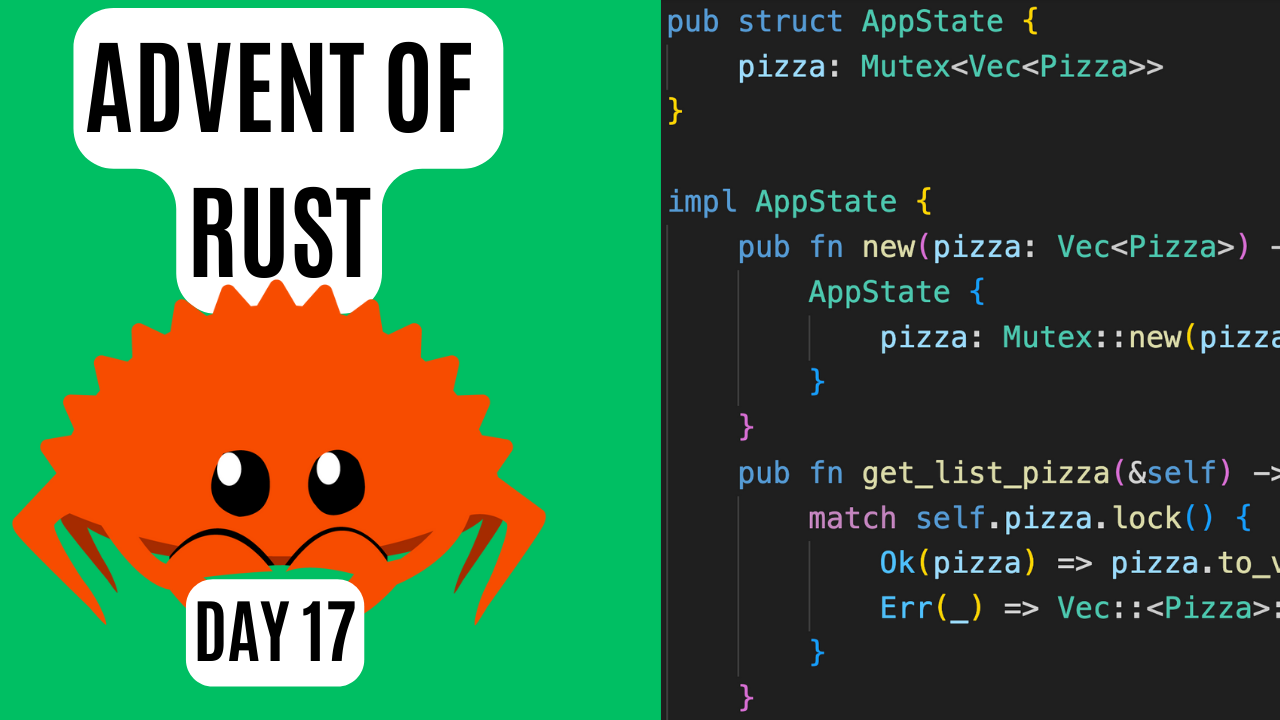 ADVENT OF
RUST
DAY 17
pub struct AppState {
    pizza: Mutex<Vec<Pizza>>
}
impl AppState {
    pub fn new(pizza: Vec<Pizza>) -
        AppState {
            pizza: Mutex::new(pizza
        }
    }
    pub fn get_list_pizza(&self) ->
        match self.pizza.lock() {
            Ok(pizza) => pizza.to_v
            Err(_) => Vec::<Pizza>:
        }
    }